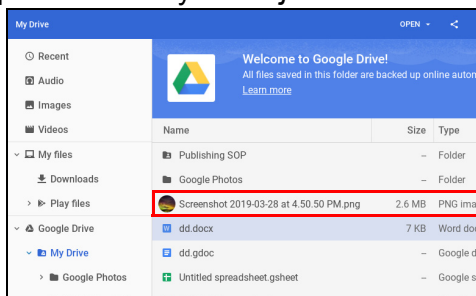 My Drive
OPEN
Recent
Audio
Images
Videos
My files
Downloads
Play files
Google Drive
My Drive
Google Photos
Welcome to Google Drive!
All files saved in this folder are backed up online
Learn more
Name Size Type
Publishing SOP – Folder
Google Photos – Folder
Screenshot 2019-03-28 at 4.50.50 PM.png 2.6 MB PNG
dd.docx 7 KB Word
dd.gdoc – Google
Untitled spreadsheet.gsheet – Google